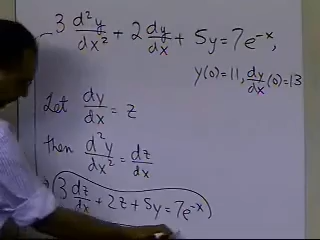 3 d²y/dx² + 2 dy/dx + 5y = 7e^-x,
y(0) = 11, dy/dx (0) = 13
Let dy/dx = z
then d²y/dx² = dz/dx
3 dz/dx + 2z + 5y = 7e^-x